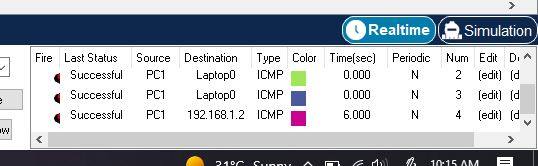 Realtime Simulation
Fire Last Status Source Destination Type Color Time(sec) Periodic Num Edit
Successful PC1 Laptop0 ICMP 0.000 N 2 (edit) (d
Successful PC1 Laptop0 ICMP 0.000 N 3 (edit) (d
Successful PC1 192.168.1.2 ICMP 6.000 N 4 (edit) (d
31°C Sunny 10:15 AM